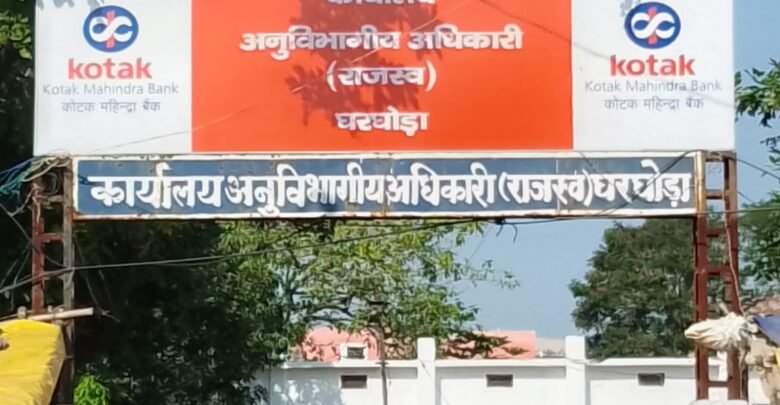 कार्यालय
अनुविभागीय अधिकारी
(राजस्व)
घरघोड़ा
kotak
Kotak Mahindra Bank
कोटक महिन्द्रा बैंक
kotak
Kotak Mahindra Bank
कोटक महिन्द्रा बैंक
कार्यालय अनुविभागीय अधिकारी (राजस्व) घरघोड़ा